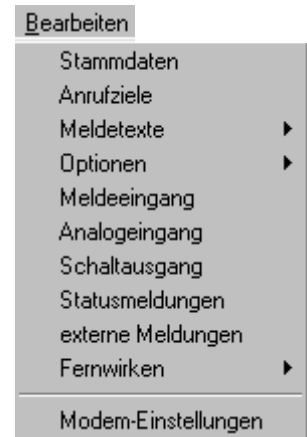 Bearbeiten
Stammdaten
Anrufziele
Meldetexte
Optionen
Meldeeingang
Analogeingang
Schaltausgang
Statusmeldungen
externe Meldungen
Fernwirken
Modem-Einstellungen